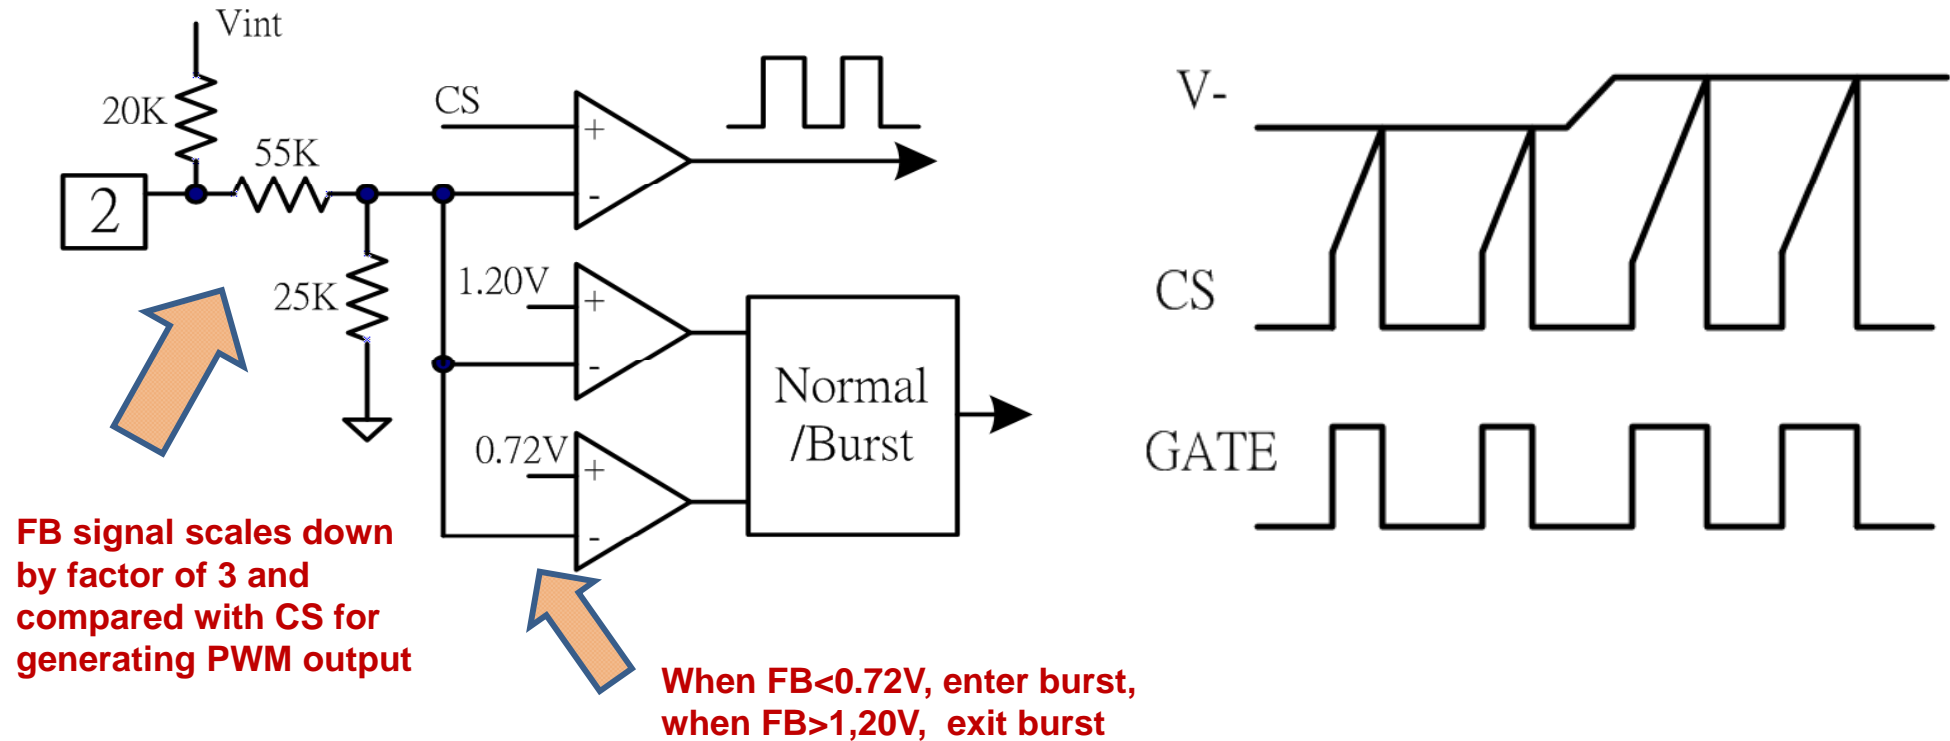 Vint
20K
55K
2
25K
CS
+
-
1.20V
+
-
0.72V
+
-
Normal
/Burst
V-
CS
GATE
FB signal scales down
by factor of 3 and
compared with CS for
generating PWM output
When FB<0.72V, enter burst,
when FB>1,20V, exit burst